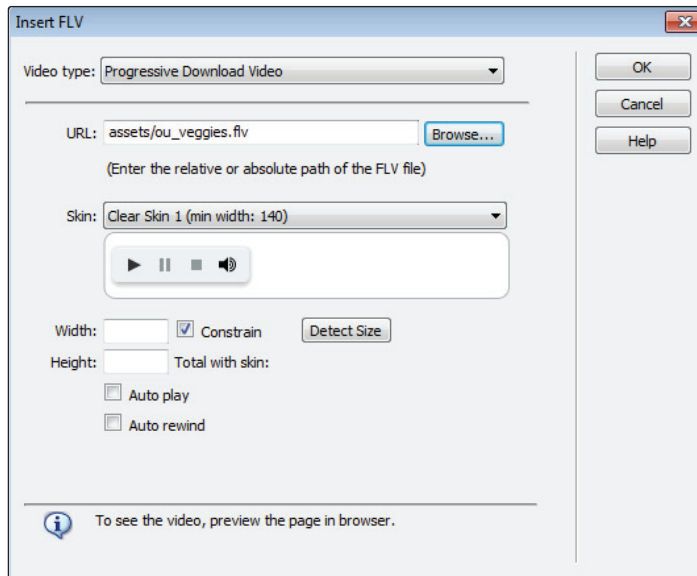 Insert FLV
Video type: Progressive Download Video
OK
Cancel
Help
URL: assets/ou_veggies.flv Browse...
(Enter the relative or absolute path of the FLV file)
Skin: Clear Skin 1 (min width: 140)
Width: Constrain Detect Size
Height: Total with skin:
Auto play
Auto rewind
To see the video, preview the page in browser.